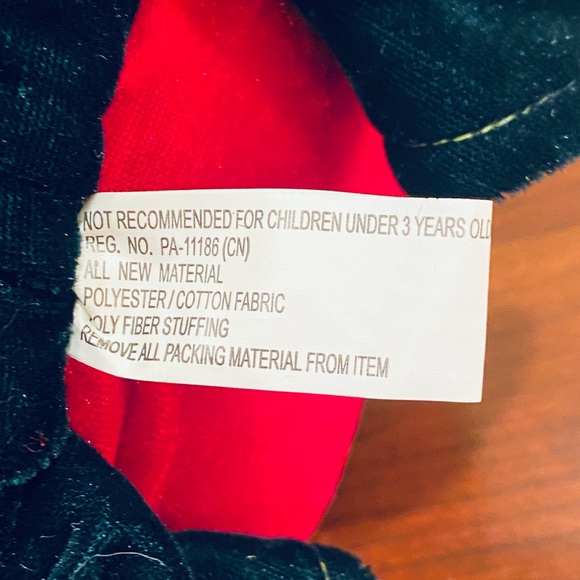 NOT RECOMMENDED FOR CHILDREN UNDER 3 YEARS OLD
REG. NO. PA-11186 (CN)
ALL NEW MATERIAL
POLYESTER / COTTON FABRIC
POLY FIBER STUFFING
REMOVE ALL PACKING MATERIAL FROM ITEM